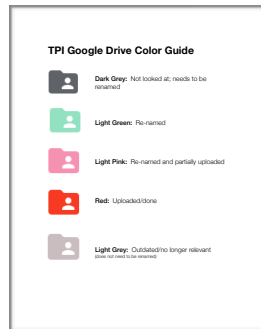 TPI Google Drive Color Guide
Dark Grey: Not looked at; needs to be
renamed
Light Green: Re-named
Light Pink: Re-named and partially uploaded
Red: Uploaded/done
Light Grey: Outdated/no longer relevant
(does not need to be renamed)